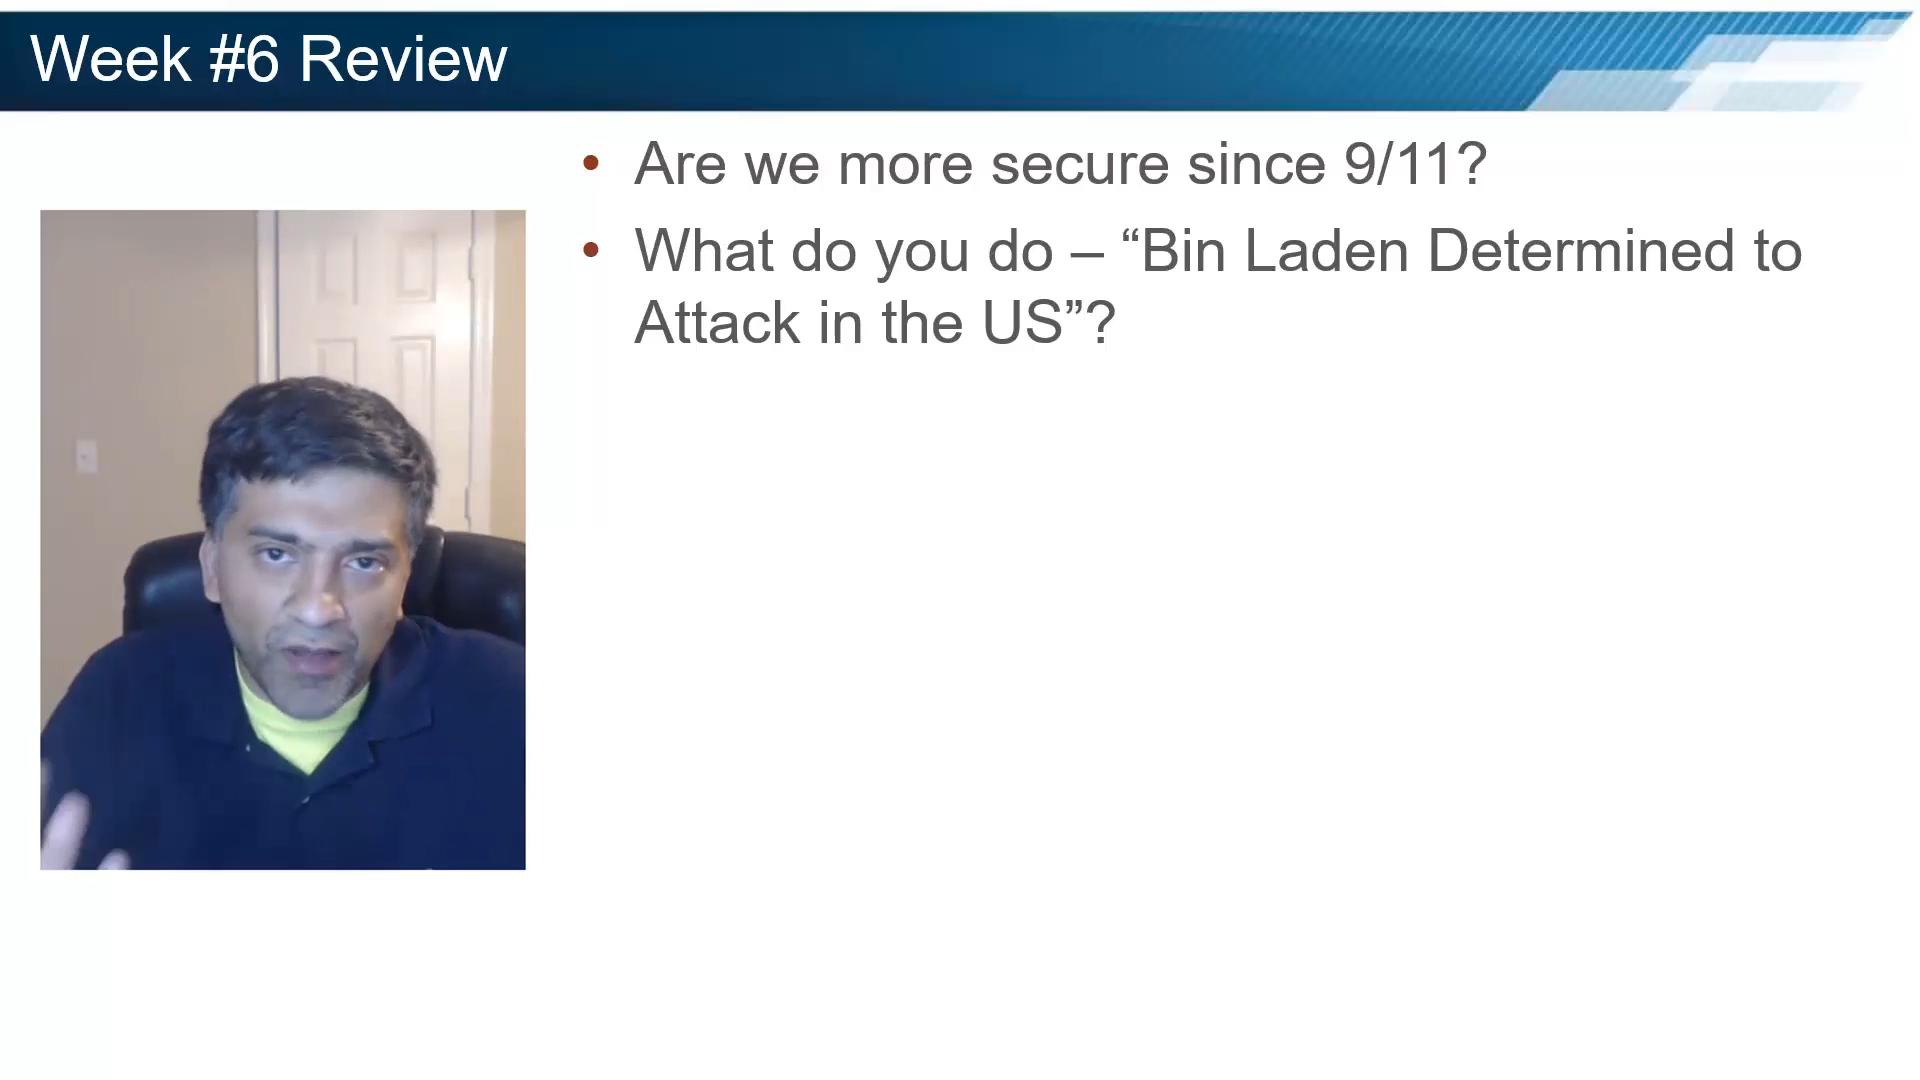 Week #6 Review
• Are we more secure since 9/11?
• What do you do – “Bin Laden Determined to
Attack in the US”?